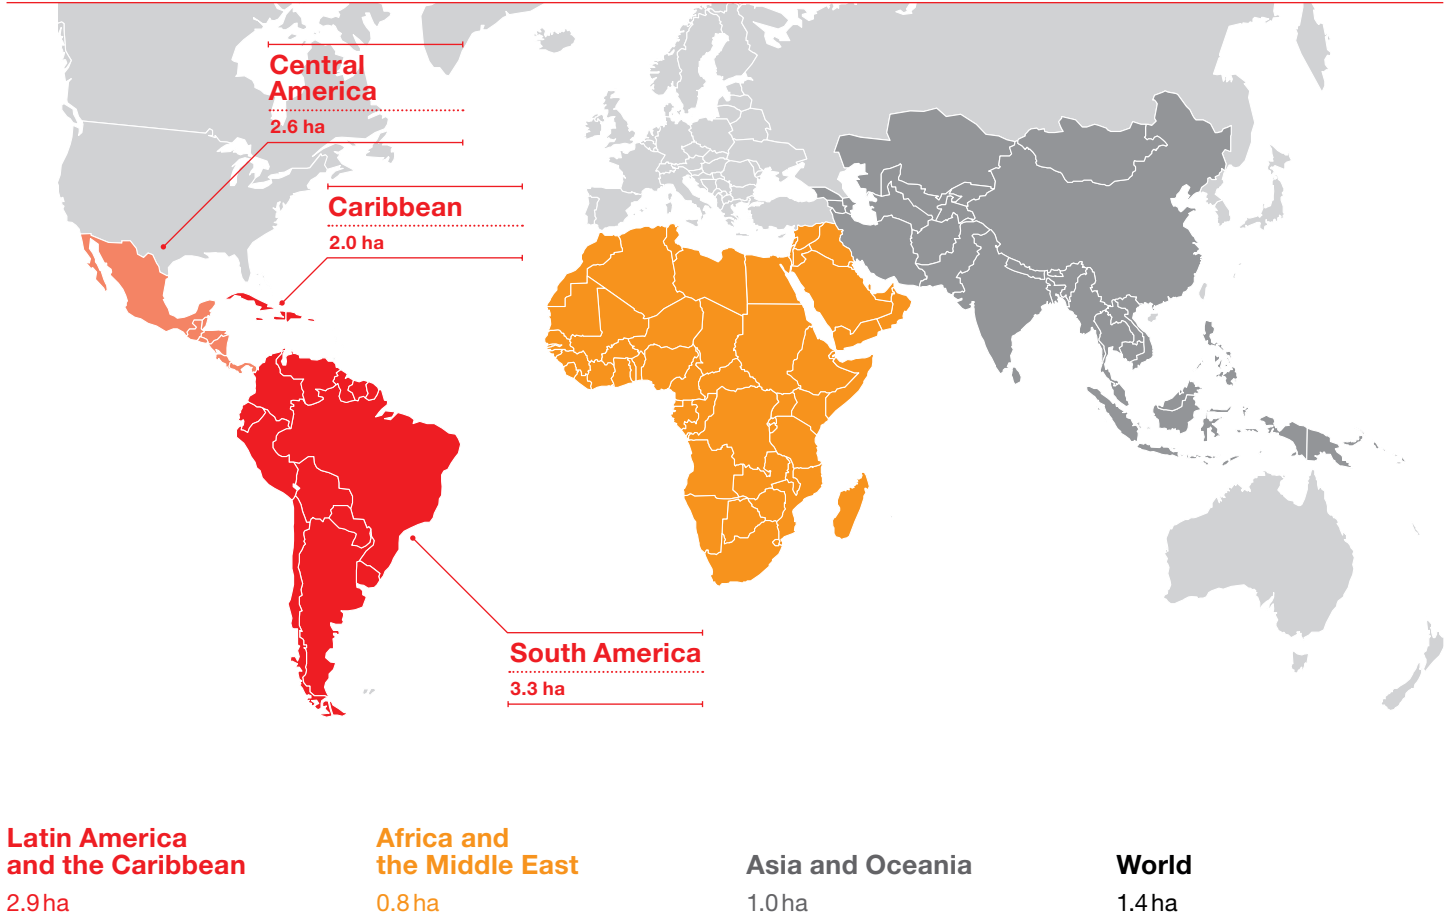 Central
America
2.6 ha
Caribbean
2.0 ha
South America
3.3 ha
Latin America
and the Caribbean
2.9 ha
Africa and
the Middle East
0.8 ha
Asia and Oceania
1.0 ha
World
1.4 ha